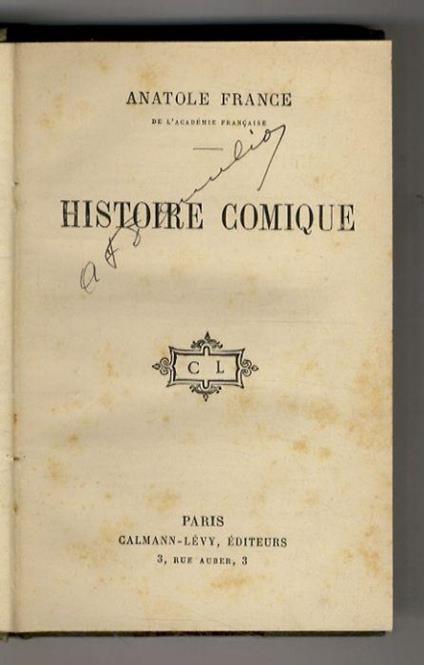 ANATOLE FRANCE
DE L'ACADÉMIE FRANÇAISE
HISTOIRE COMIQUE
C L
PARIS
CALMANN-LÉVY, ÉDITEURS
3, RUE AUBER, 3